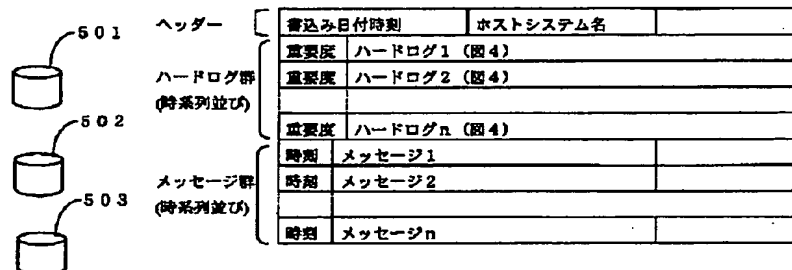 501
ヘッダー 書込み日付時刻 ホストシステム名
重要度 ハードログ1 (図4)
ハードログ群 重要度 ハードログ2 (図4)
(時系列並び)
502
重要度 ハードログn (図4)
時刻 メッセージ1
メッセージ群 時刻 メッセージ2
503
(時系列並び)
時刻 メッセージn